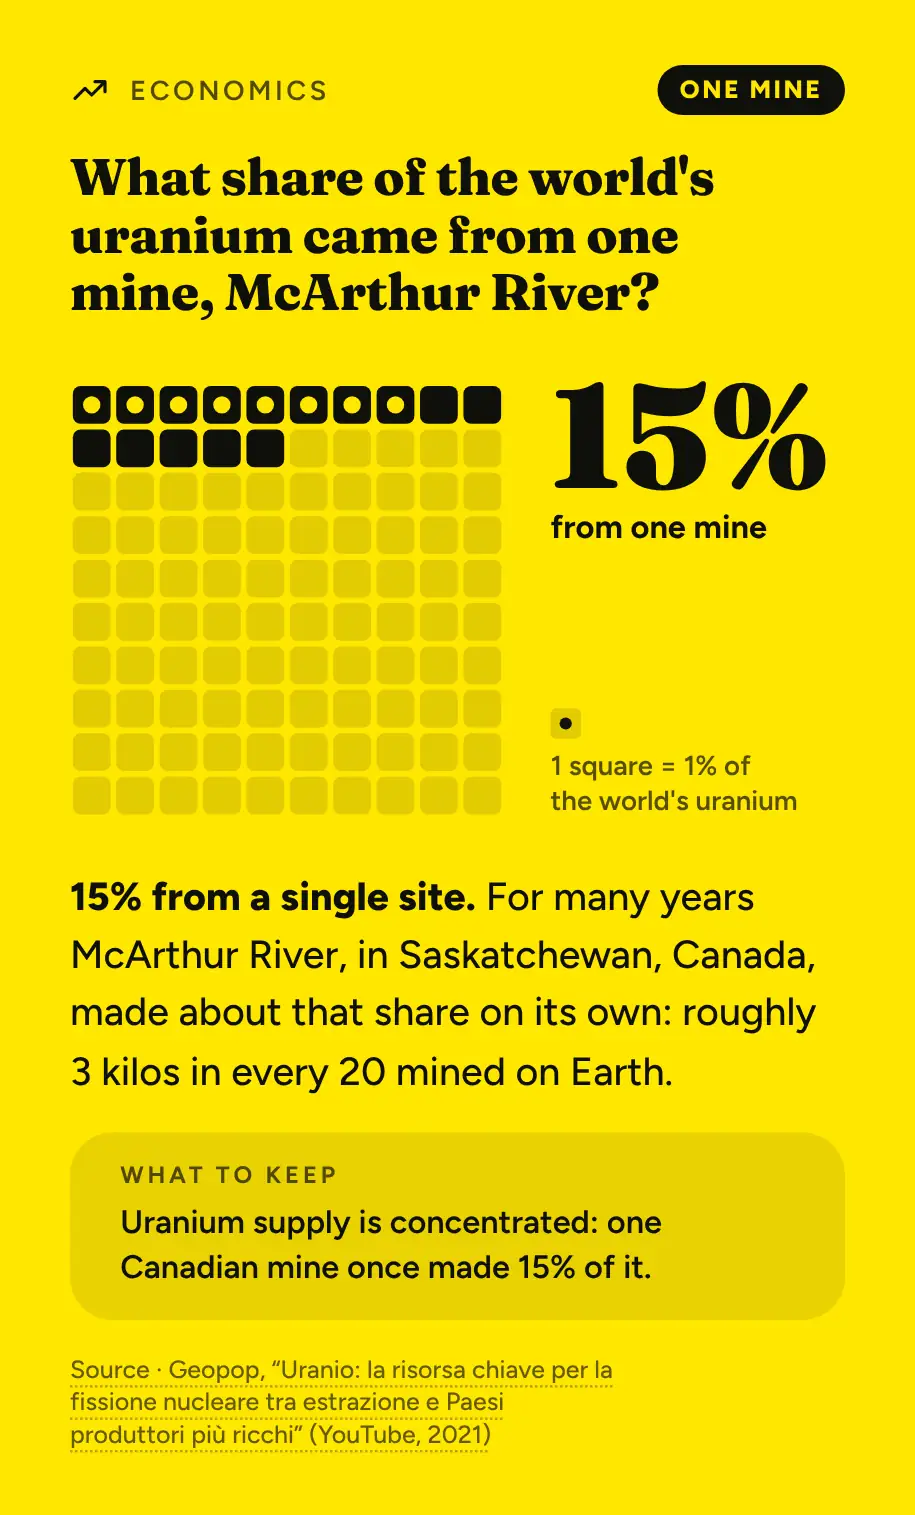 ECONOMICS
ONE MINE
What share of the world's
uranium came from one
mine, McArthur River?
15%
from one mine
1 square = 1% of
the world's uranium
15% from a single site. For many years
McArthur River, in Saskatchewan, Canada,
made about that share on its own: roughly
3 kilos in every 20 mined on Earth.
WHAT TO KEEP
Uranium supply is concentrated: one
Canadian mine once made 15% of it.
Source · Geopop, “Uranio: la risorsa chiave per la
fissione nucleare tra estrazione e Paesi
produttori più ricchi” (YouTube, 2021)